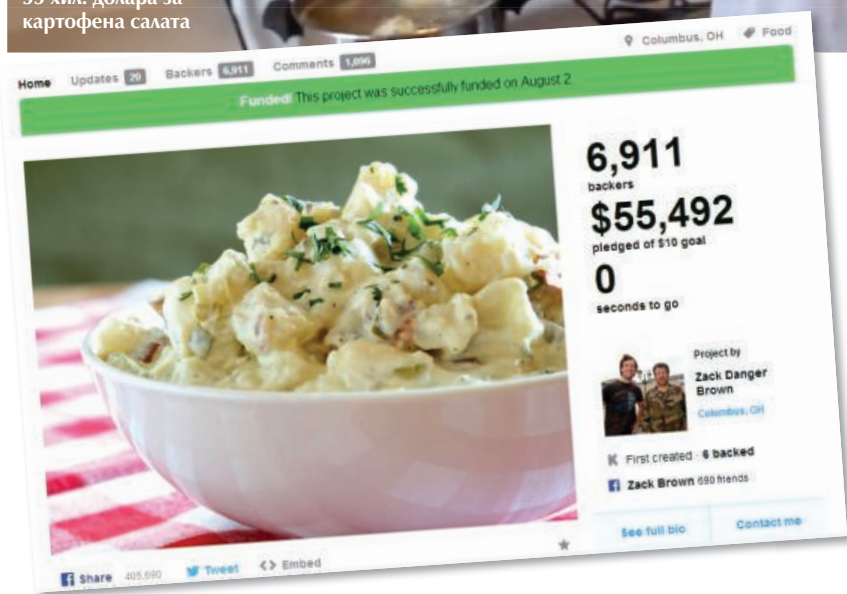 55 хил. долара за
картофена салата
Columbus, OH Food
Home Updates 20 Backers 6,911 Comments 1,096
Funded! This project was successfully funded on August 2
6,911
backers
$55,492
pledged of $10 goal
0
seconds to go
Project by
Zack Danger
Brown
Columbus, OH
First created · 6 backed
Zack Brown 690 friends
See full bio Contact me
Share 405,690 Tweet <> Embed